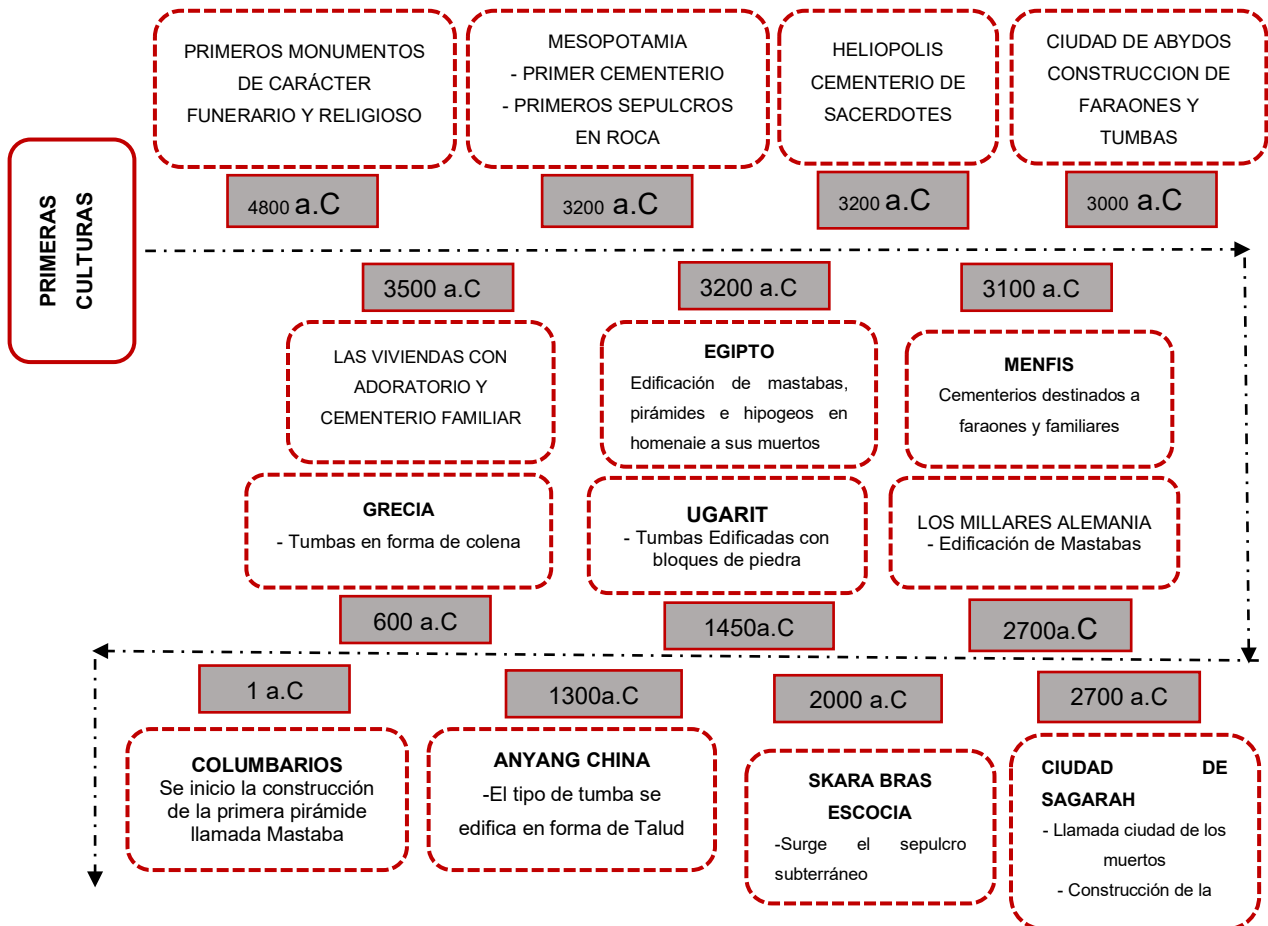 PRIMERAS
CULTURAS
PRIMEROS MONUMENTOS
DE CARÁCTER
FUNERARIO Y RELIGIOSO
4800 a.C
MESOPOTAMIA
- PRIMER CEMENTERIO
- PRIMEROS SEPULCROS
EN ROCA
3200 a.C
HELIOPOLIS
CEMENTERIO DE
SACERDOTES
3200 a.C
CIUDAD DE ABYDOS
CONSTRUCCION DE
FARAONES Y
TUMBAS
3000 a.C
3500 a.C
LAS VIVIENDAS CON
ADORATORIO Y
CEMENTERIO FAMILIAR
3200 a.C
EGIPTO
Edificación de mastabas,
pirámides e hipogeos en
homenaie a sus muertos
3100 a.C
MENFIS
Cementerios destinados a
faraones y familiares
GRECIA
- Tumbas en forma de colena
600 a.C
UGARIT
- Tumbas Edificadas con
bloques de piedra
1450a.C
LOS MILLARES ALEMANIA
- Edificación de Mastabas
2700a.C
1 a.C
COLUMBARIOS
Se inicio la construcción
de la primera pirámide
llamada Mastaba
1300a.C
ANYANG CHINA
-El tipo de tumba se
edifica en forma de Talud
2000 a.C
SKARA BRAS
ESCOCIA
-Surge el sepulcro
subterráneo
2700 a.C
CIUDAD DE
SAGARAH
- Llamada ciudad de los
muertos
- Construcción de la